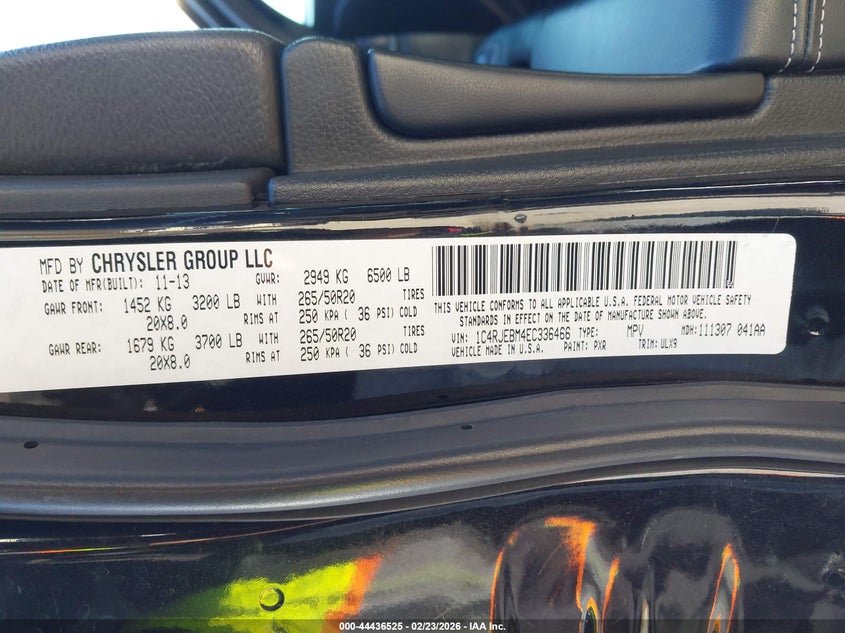 MFD BY CHRYSLER GROUP LLC
DATE OF MFR(BUILT): 11-13 GVWR: 2949 KG 6500 LB
GAWR FRONT: 1452 KG 3200 LB WITH 265/50R20 TIRES
20X8.0 RIMS AT 250 KPA ( 36 PSI) COLD
GAWR REAR: 1679 KG 3700 LB WITH 265/50R20 TIRES
20X8.0 RIMS AT 250 KPA ( 36 PSI) COLD
THIS VEHICLE CONFORMS TO ALL APPLICABLE U.S.A. FEDERAL MOTOR VEHICLE SAFETY
STANDARDS IN EFFECT ON THE DATE OF MANUFACTURE SHOWN ABOVE.
VIN: 1C4RJEBM4EC336466 TYPE: MPV MDH:111307 041AA
VEHICLE MADE IN U.S.A. PAINT: PXR TRIM: ULX9
000-44436525 - 02/23/2026 - IAA Inc.